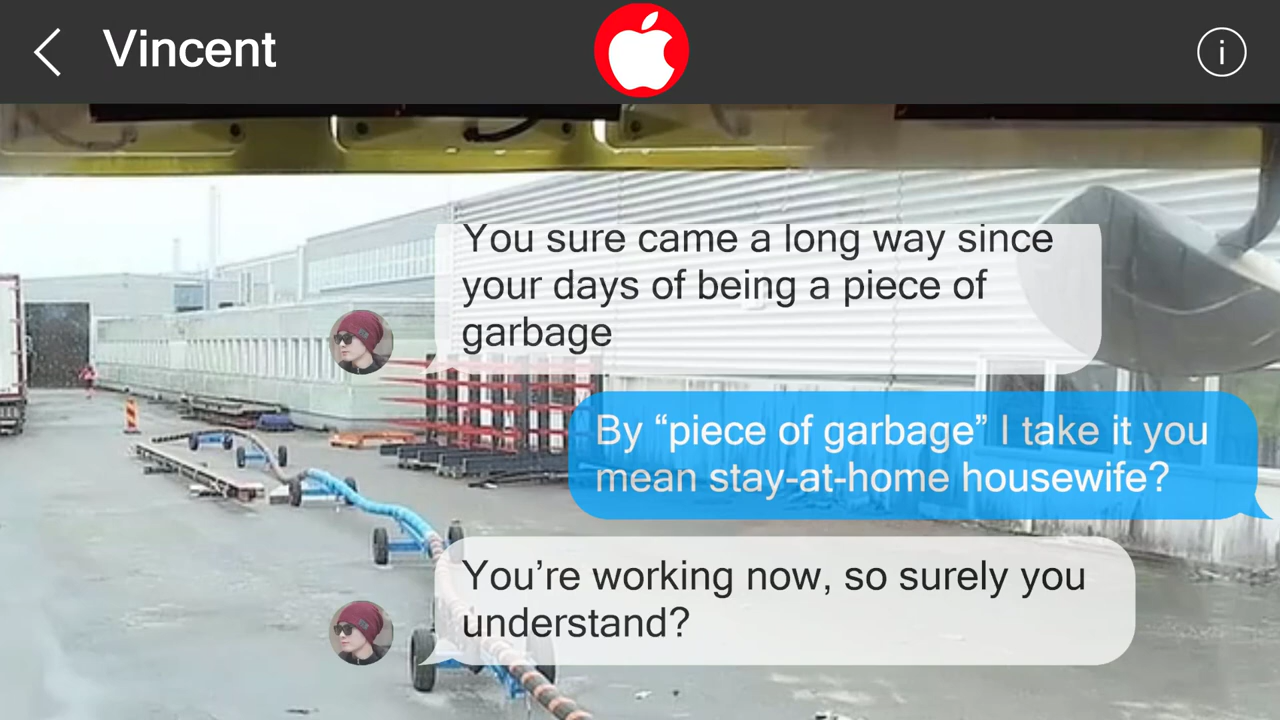 Vincent
i
You sure came a long way since
your days of being a piece of
garbage
By “piece of garbage” I take it you
mean stay-at-home housewife?
You’re working now, so surely you
understand?